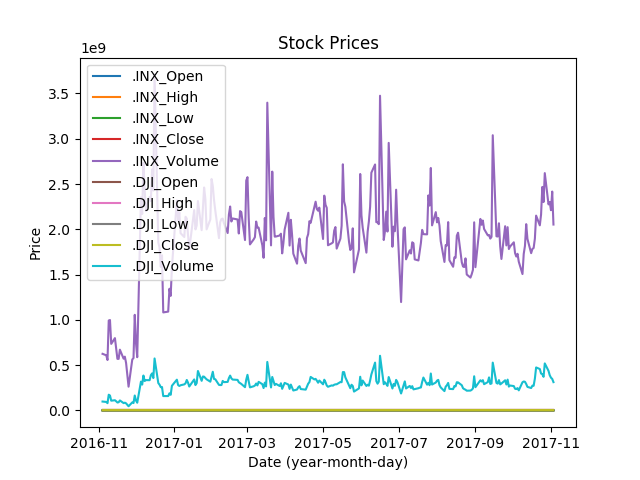 Stock Prices
1e9
3.5
3.0
2.5
2.0
1.5
1.0
0.5
0.0
Price
.INX_Open
.INX_High
.INX_Low
.INX_Close
.INX_Volume
.DJI_Open
.DJI_High
.DJI_Low
.DJI_Close
.DJI_Volume
2016-11 2017-01 2017-03 2017-05 2017-07 2017-09 2017-11
Date (year-month-day)